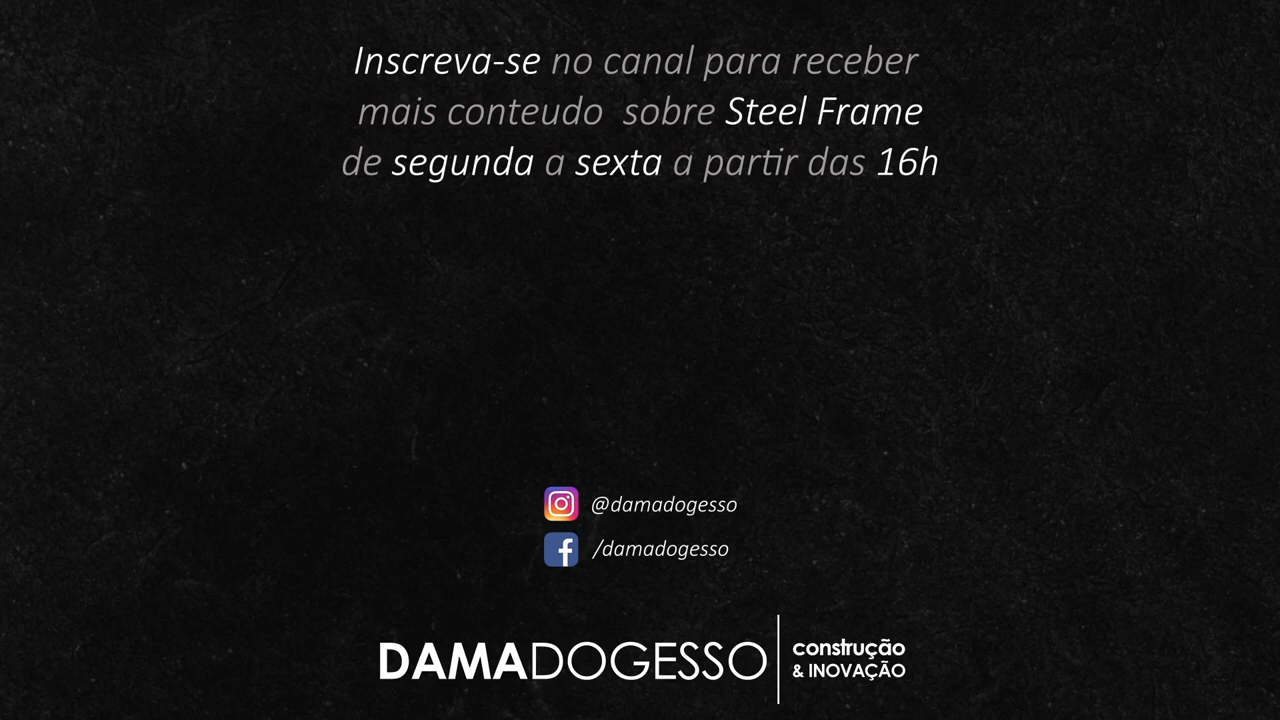 Inscreva-se no canal para receber
mais conteudo sobre Steel Frame
de segunda a sexta a partir das 16h
@damadogesso
/damadogesso
DAMADOGESSO
construção
& INOVAÇÃO